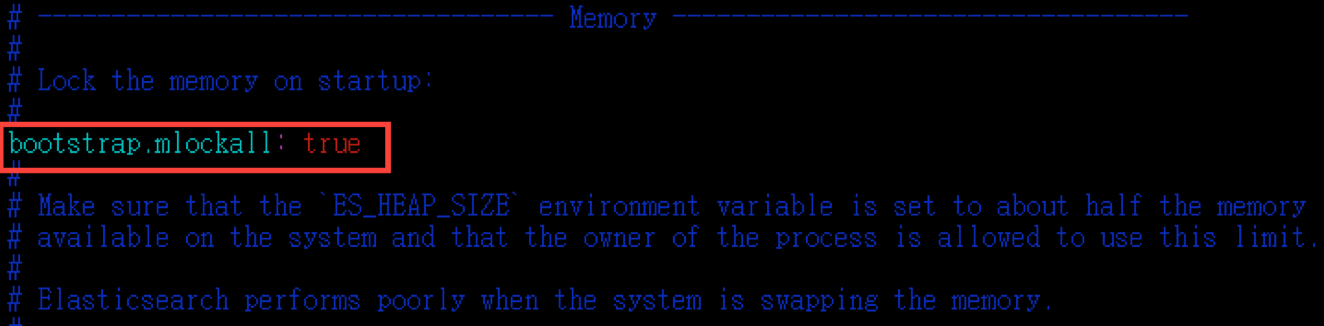 # ----------------------------------- Memory -----------------------------------
#
# Lock the memory on startup:
#
bootstrap.mlockall: true
#
# Make sure that the `ES_HEAP_SIZE` environment variable is set to about half the memory
# available on the system and that the owner of the process is allowed to use this limit.
#
# Elasticsearch performs poorly when the system is swapping the memory.
#